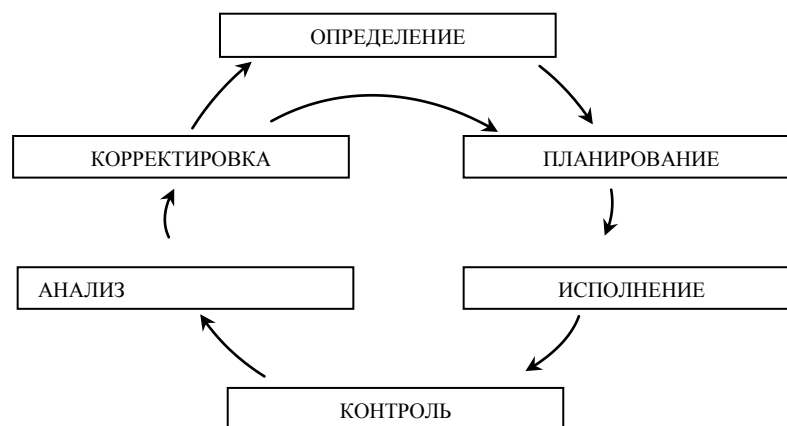 ОПРЕДЕЛЕНИЕ
КОРРЕКТИРОВКА
ПЛАНИРОВАНИЕ
АНАЛИЗ
ИСПОЛНЕНИЕ
КОНТРОЛЬ